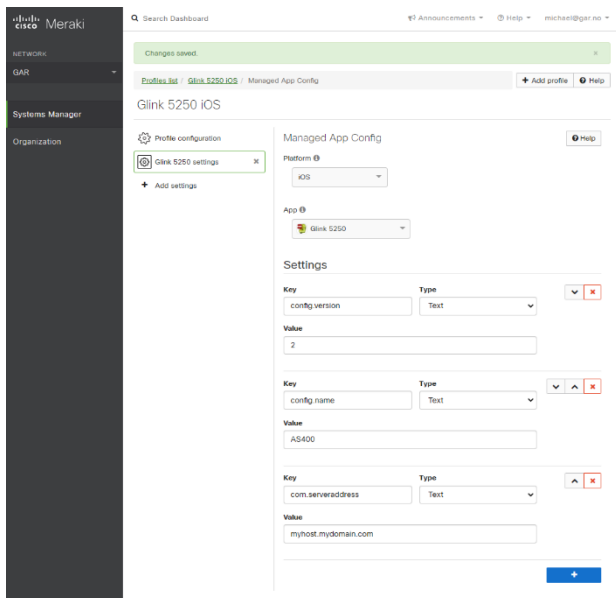 cisco Meraki
Search Dashboard
Announcements
Help
michael@gar.no
NETWORK
GAR
Systems Manager
Organization
Changes saved.
×
Profiles list / Glink 5250 iOS / Managed App Config
+ Add profile
Help
Glink 5250 iOS
Profile configuration
Glink 5250 settings
×
+ Add settings
Managed App Config
Help
Platform
iOS
App
Glink 5250
Settings
Key Type
config.version Text
Value
2
Key Type
config.name Text
Value
AS400
Key Type
com.serveraddress Text
Value
myhost.mydomain.com
+